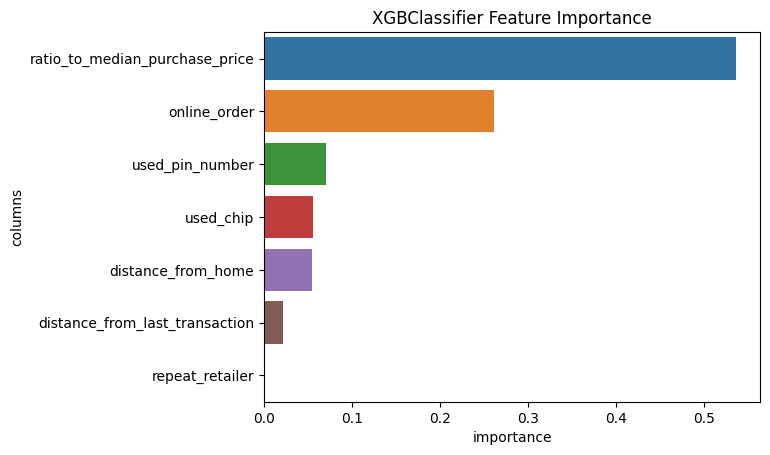 XGBClassifier Feature Importance
columns
ratio_to_median_purchase_price
online_order
used_pin_number
used_chip
distance_from_home
distance_from_last_transaction
repeat_retailer
0.0 0.1 0.2 0.3 0.4 0.5
importance